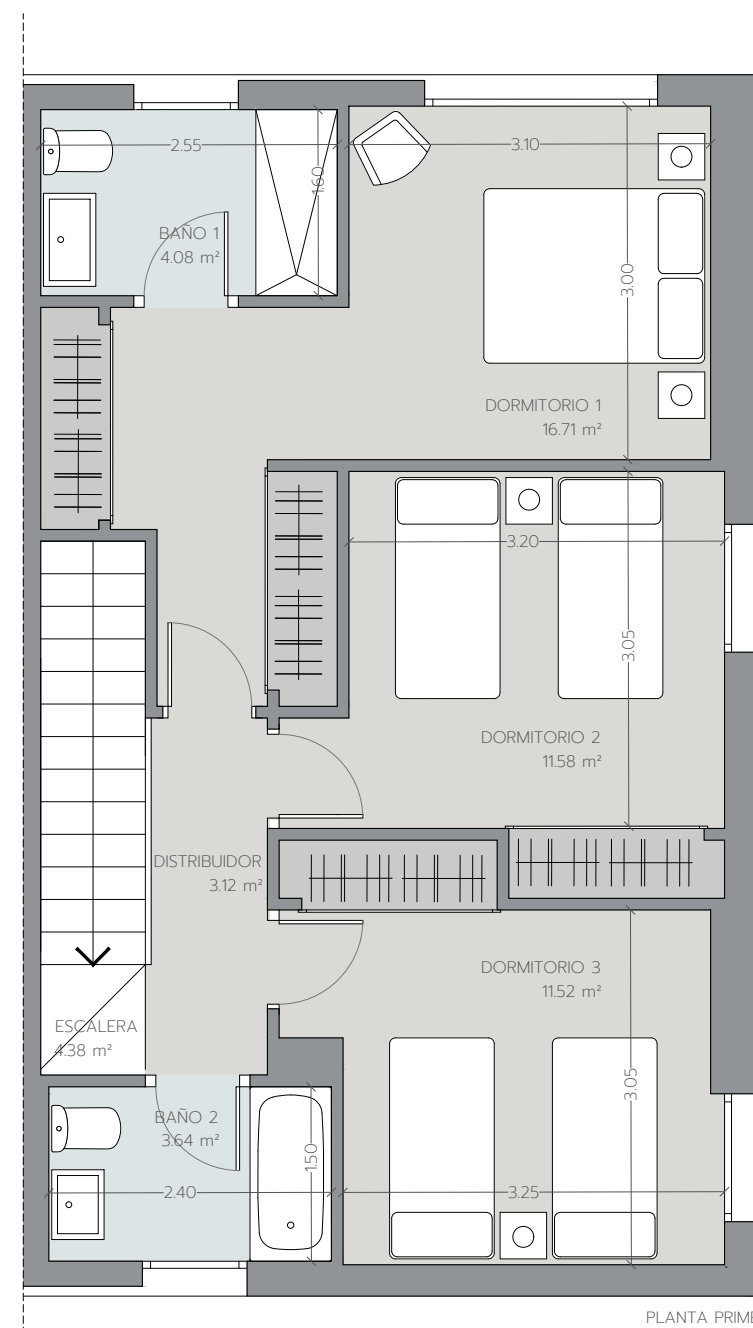 2.55
3.10
1.60
BAÑO 1
4.08 m²
3.00
DORMITORIO 1
16.71 m²
3.20
3.05
DORMITORIO 2
11.58 m²
DISTRIBUIDOR
3.12 m²
DORMITORIO 3
11.52 m²
ESCALERA
4.38 m²
3.05
BAÑO 2
3.64 m²
1.50
2.40
3.25
PLANTA PRIME